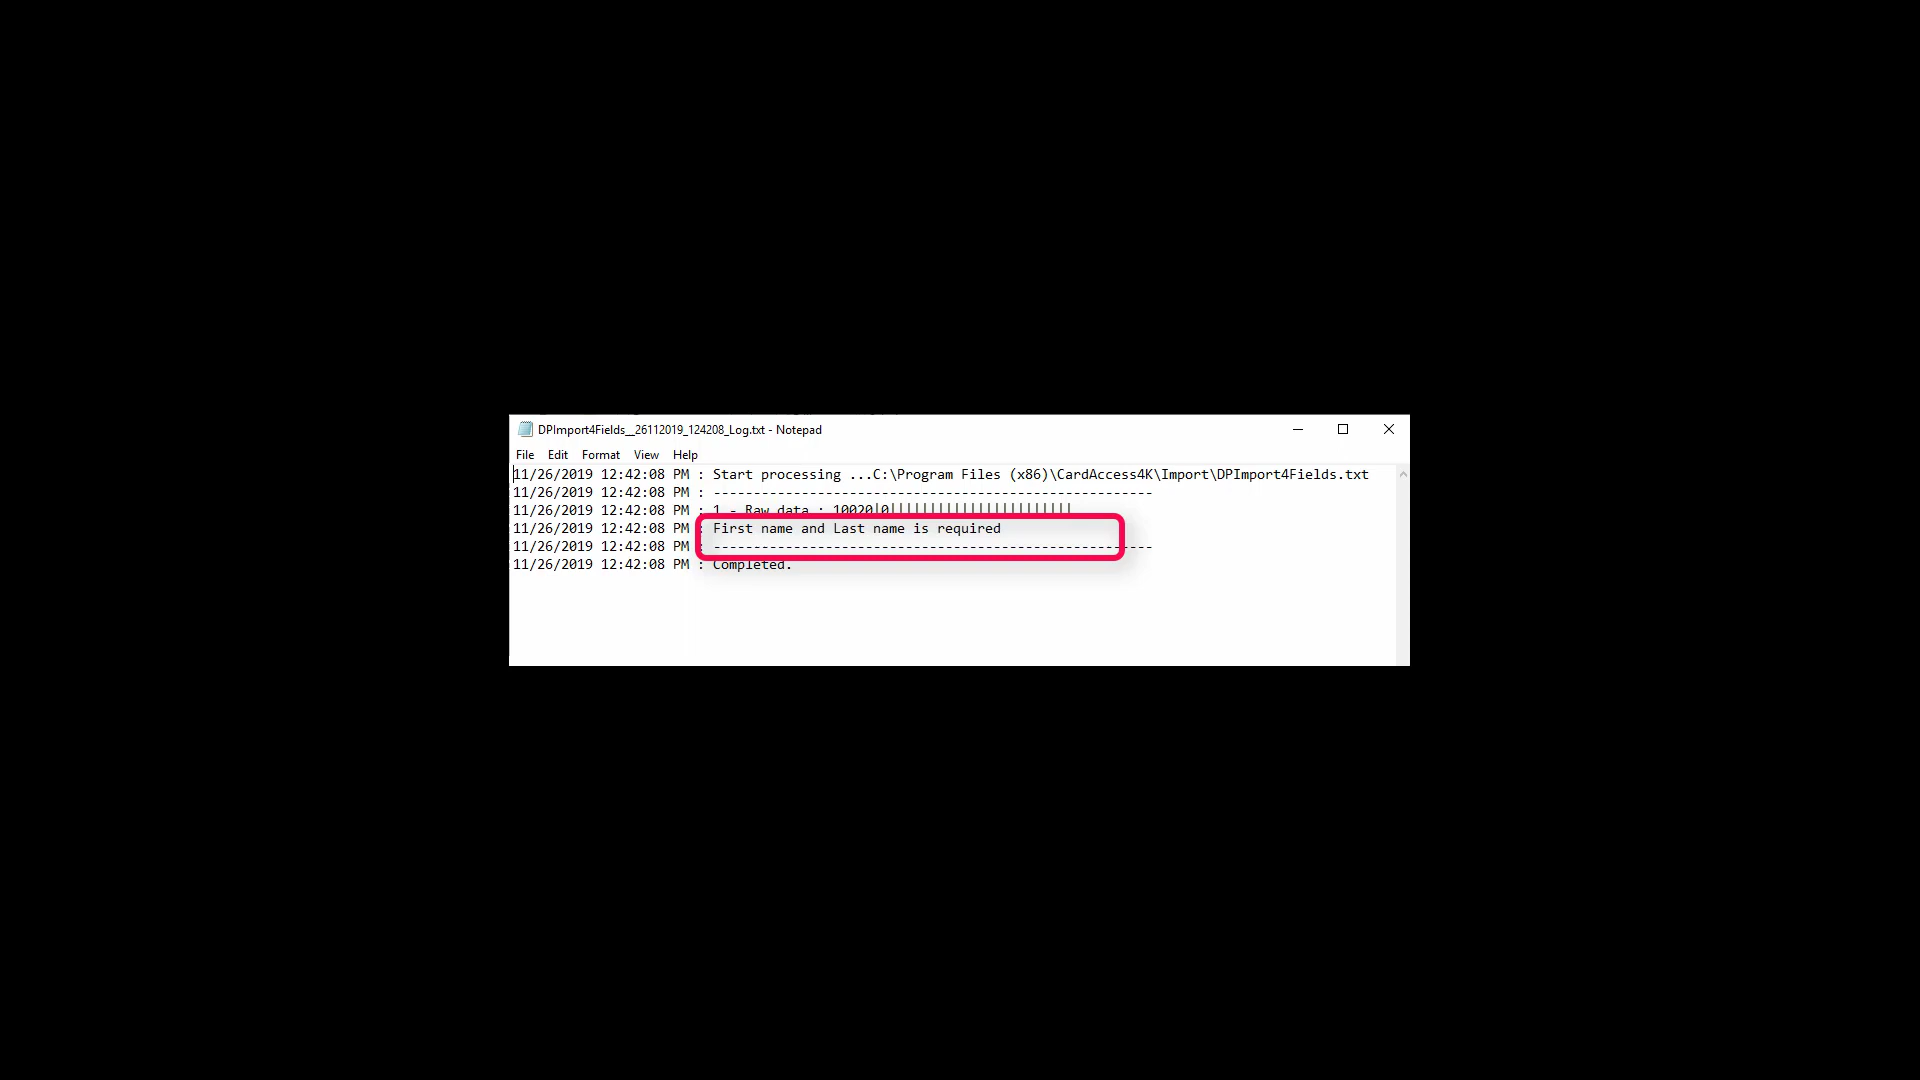 DPImport4Fields__26112019_124208_Log.txt - Notepad
File Edit Format View Help
11/26/2019 12:42:08 PM : Start processing ...C:\Program Files (x86)\CardAccess4K\Import\DPImport4Fields.txt
11/26/2019 12:42:08 PM : -------------------------------------------------------
11/26/2019 12:42:08 PM : 1 - Raw data : 10020|0|||||||||||||||||||||||
11/26/2019 12:42:08 PM : First name and Last name is required
11/26/2019 12:42:08 PM : -------------------------------------------------------
11/26/2019 12:42:08 PM : Completed.